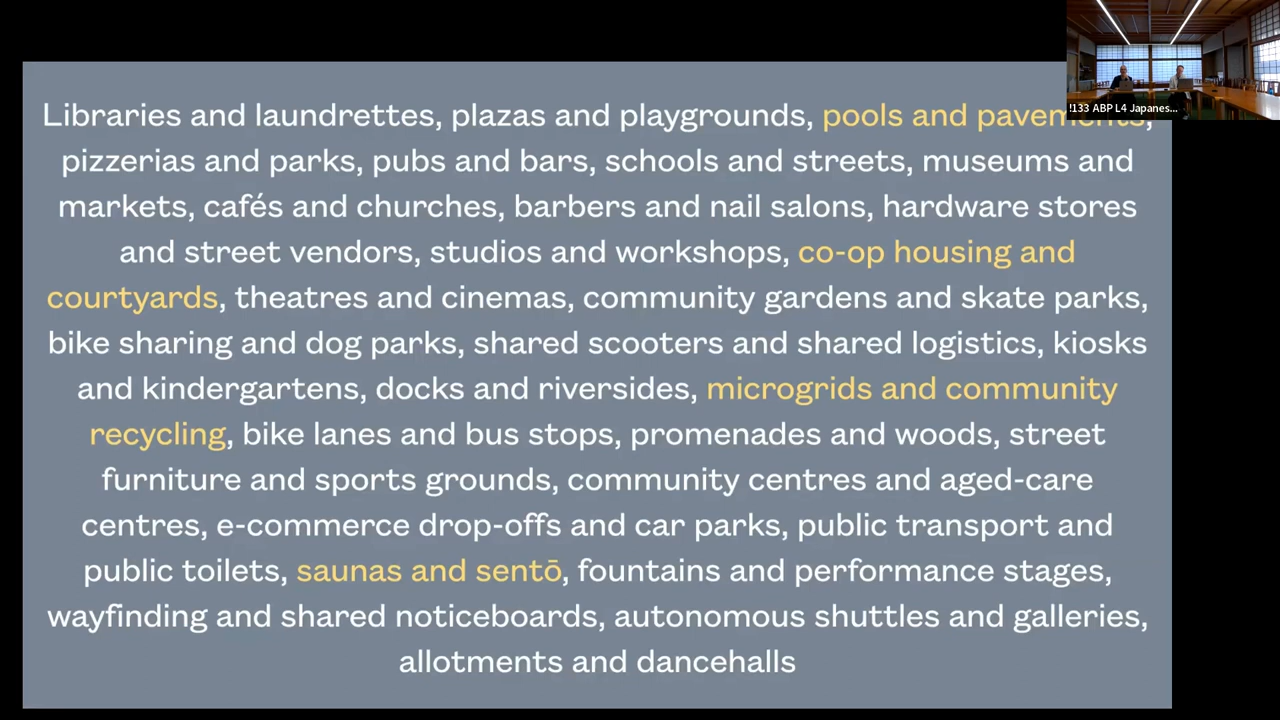 Libraries and laundrettes, plazas and playgrounds, pools and pavements,
pizzerias and parks, pubs and bars, schools and streets, museums and
markets, cafés and churches, barbers and nail salons, hardware stores
and street vendors, studios and workshops, co-op housing and
courtyards, theatres and cinemas, community gardens and skate parks,
bike sharing and dog parks, shared scooters and shared logistics, kiosks
and kindergartens, docks and riversides, microgrids and community
recycling, bike lanes and bus stops, promenades and woods, street
furniture and sports grounds, community centres and aged-care
centres, e-commerce drop-offs and car parks, public transport and
public toilets, saunas and sentō, fountains and performance stages,
wayfinding and shared noticeboards, autonomous shuttles and galleries,
allotments and dancehalls
!133 ABP L4 Japanes...